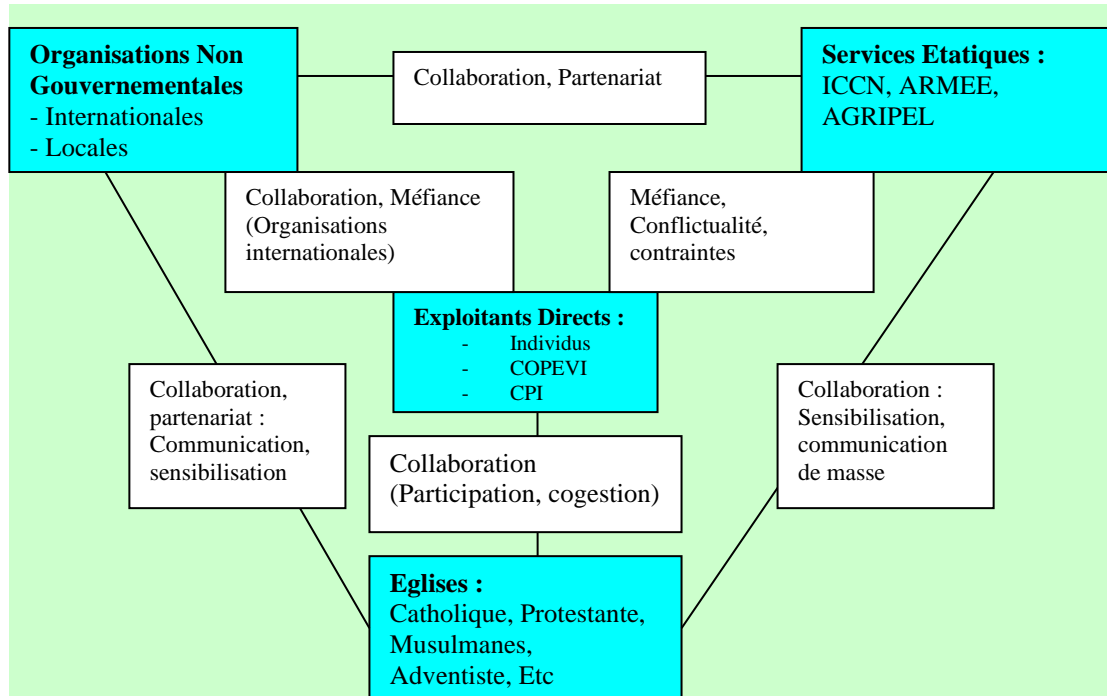 Organisations Non
Gouvernementales
- Internationales
- Locales
Collaboration, Partenariat
Services Etatiques :
ICCN, ARMEE,
AGRIPEL
Collaboration, Méfiance
(Organisations
internationales)
Méfiance,
Conflictualité,
contraintes
Exploitants Directs :
- Individus
- COPEVI
- CPI
Collaboration,
partenariat :
Communication,
sensibilisation
Collaboration
(Participation, cogestion)
Collaboration :
Sensibilisation,
communication
de masse
Eglises :
Catholique, Protestante,
Musulmanes,
Adventiste, Etc